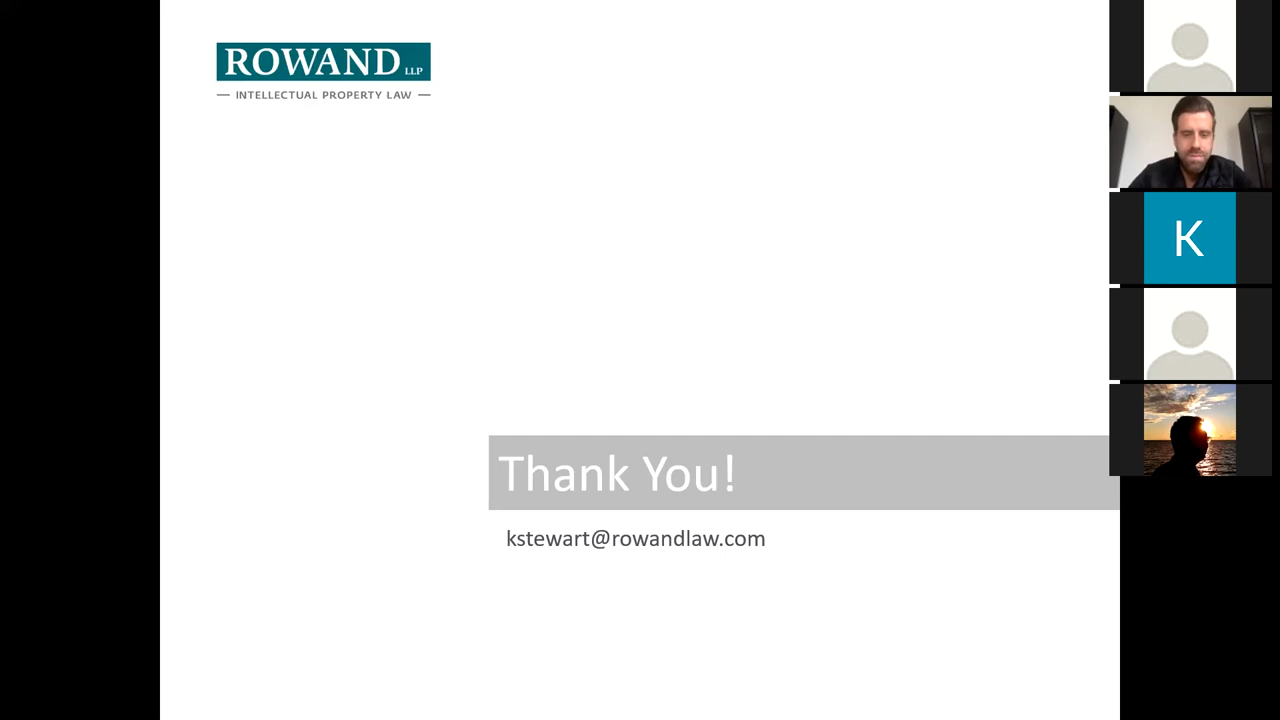 ROWAND LLP
— INTELLECTUAL PROPERTY LAW —
K
Thank You!
kstewart@rowandlaw.com